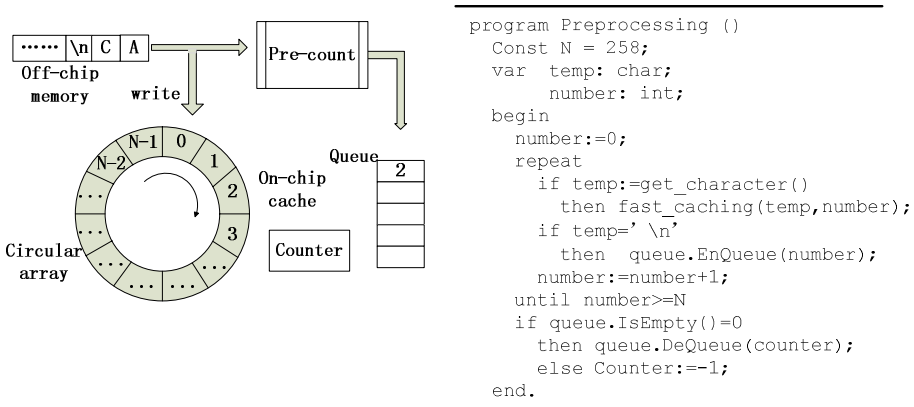 ...... \n C A
Off-chip
memory
write
Pre-count
Queue
2
N-2 N-1 0 1 2 3 ... ... ... ... ...
On-chip
cache
Counter
Circular
array
program Preprocessing ()
Const N = 258;
var temp: char;
number: int;
begin
number:=0;
repeat
if temp:=get_character()
then fast_caching(temp,number);
if temp=’ \n’
then queue.EnQueue(number);
number:=number+1;
until number>=N
if queue.IsEmpty()=0
then queue.DeQueue(counter);
else Counter:=-1;
end.